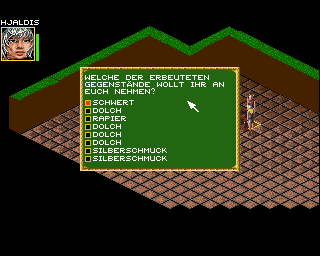 HJALDIS
WELCHE DER ERBEUTETEN
GEGENSTÄNDE WOLLT IHR AN
EUCH NEHMEN?
SCHWERT
DOLCH
RAPIER
DOLCH
DOLCH
DOLCH
SILBERSCHMUCK
SILBERSCHMUCK